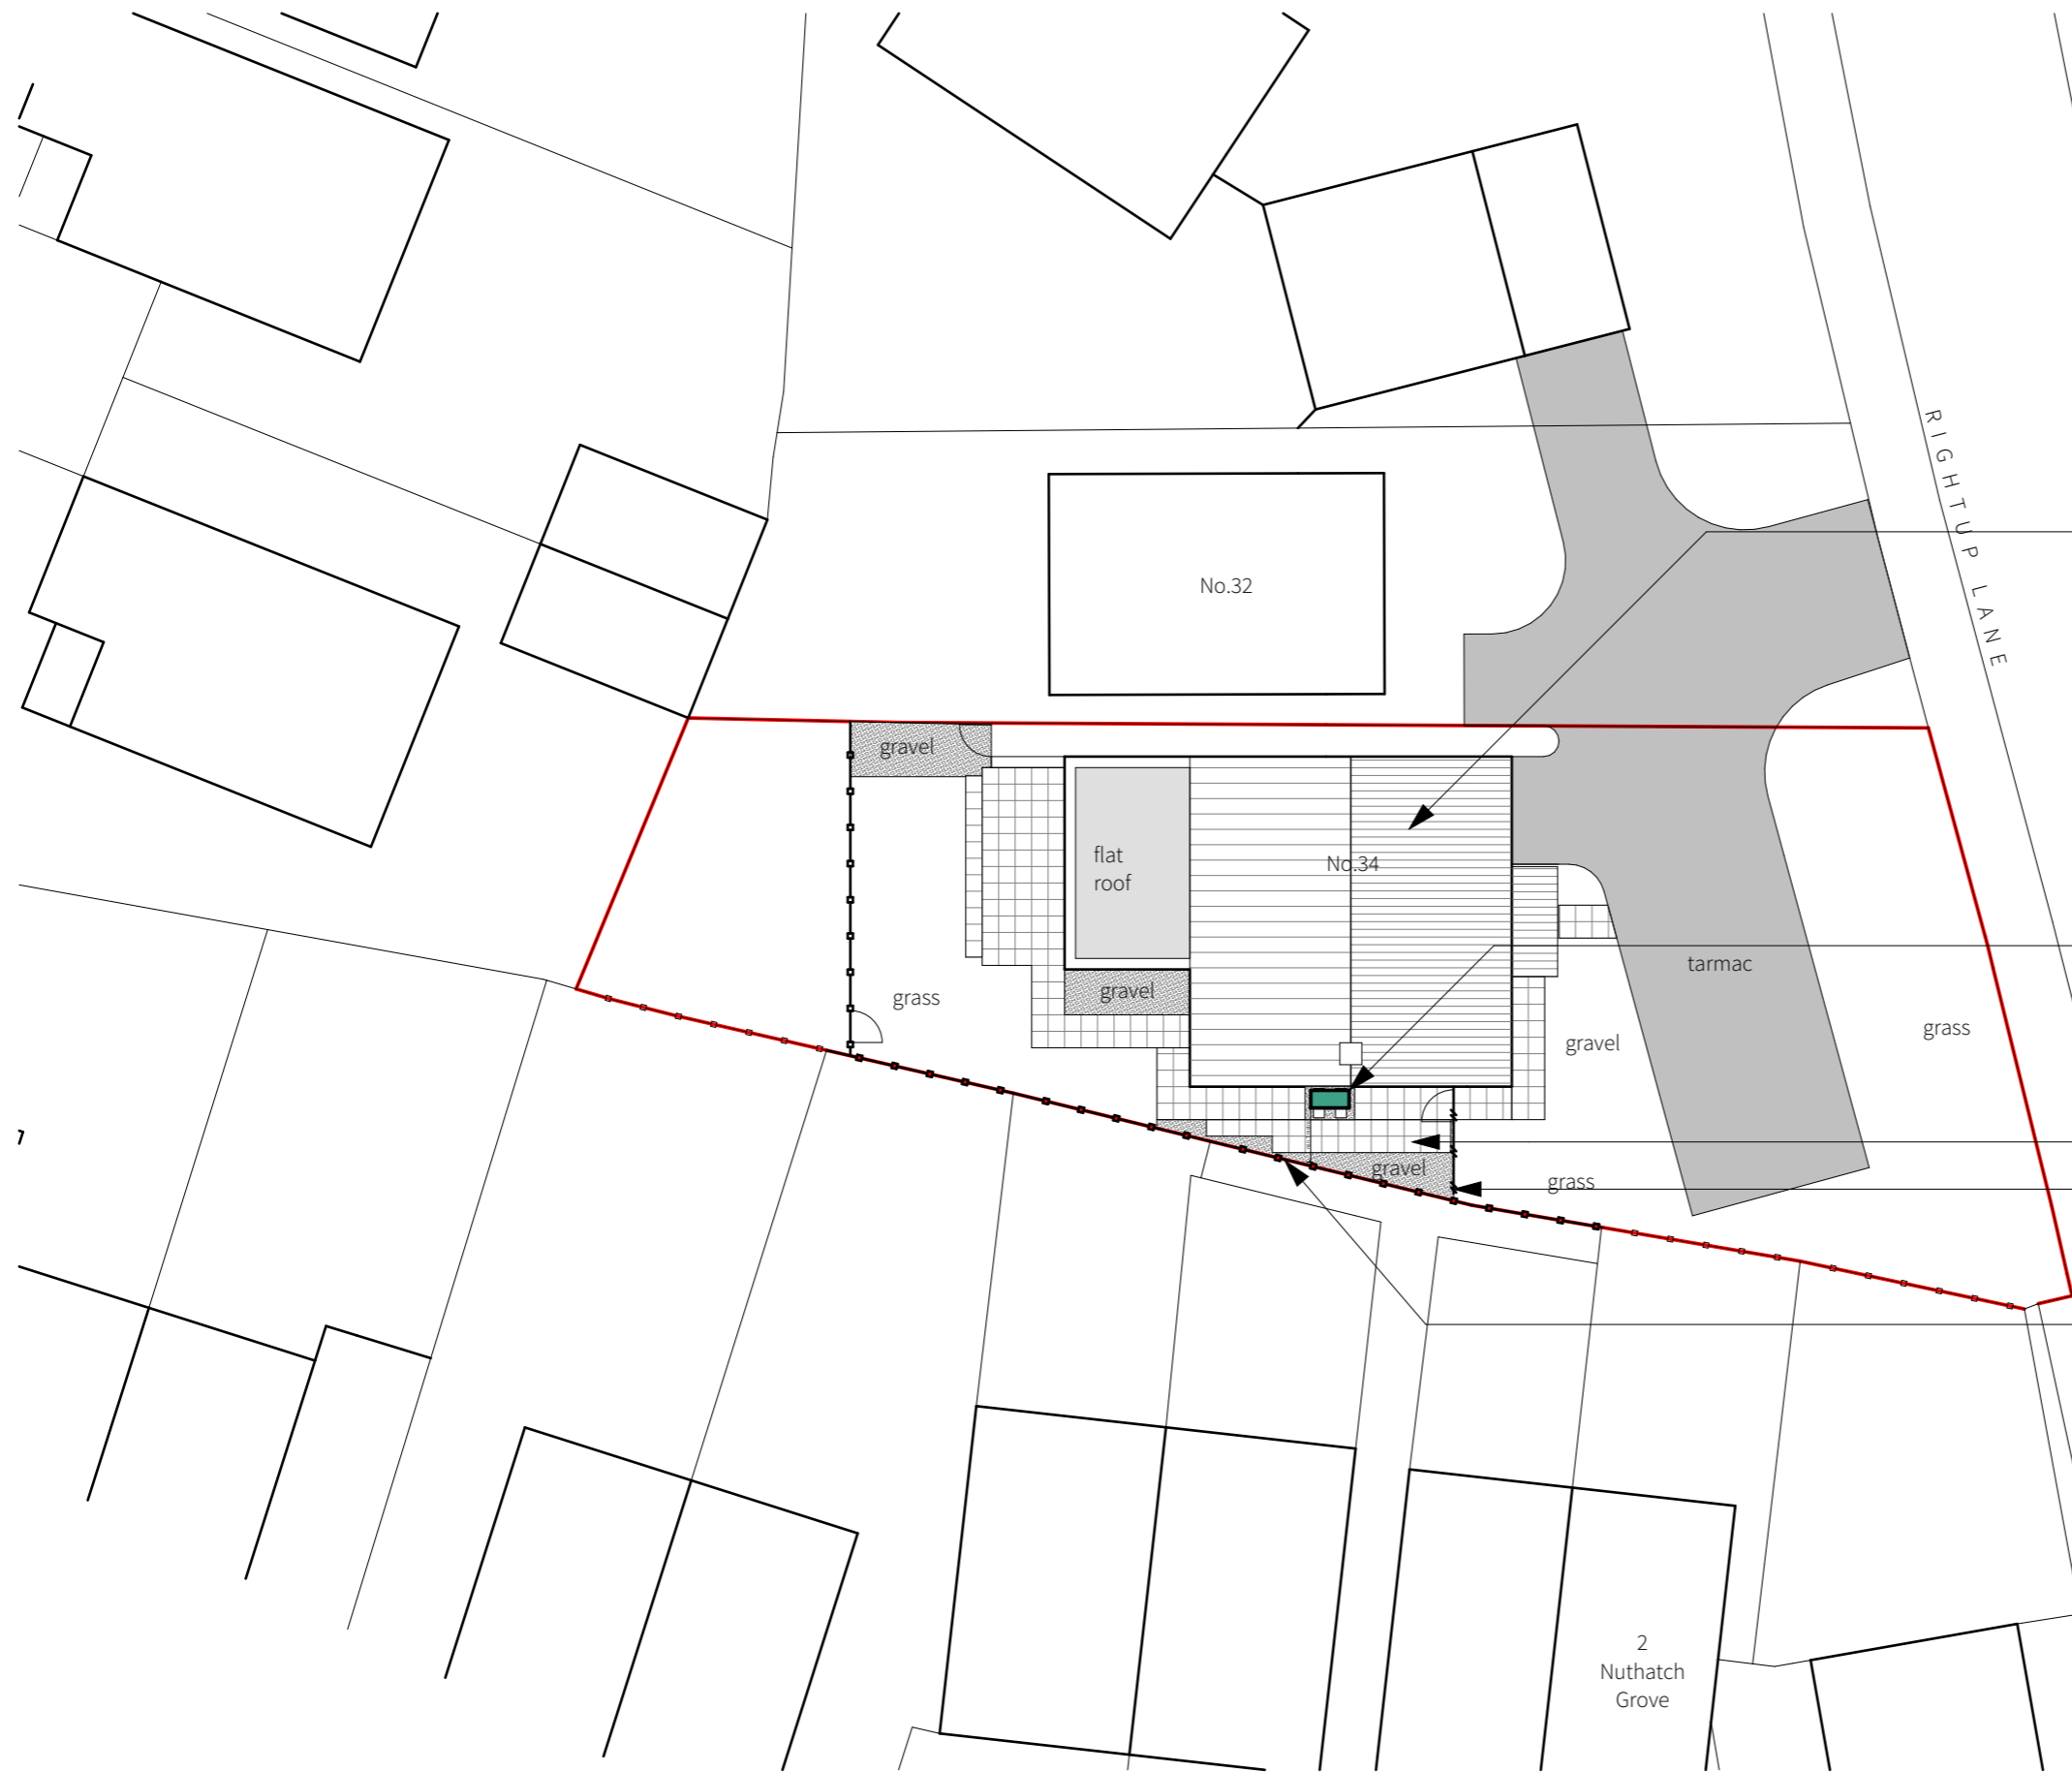 RIGHTUP LANE
No.32
gravel
flat
roof
No.34
tarmac
gravel
grass
grass
gravel
gravel
grass
2
Nuthatch
Grove